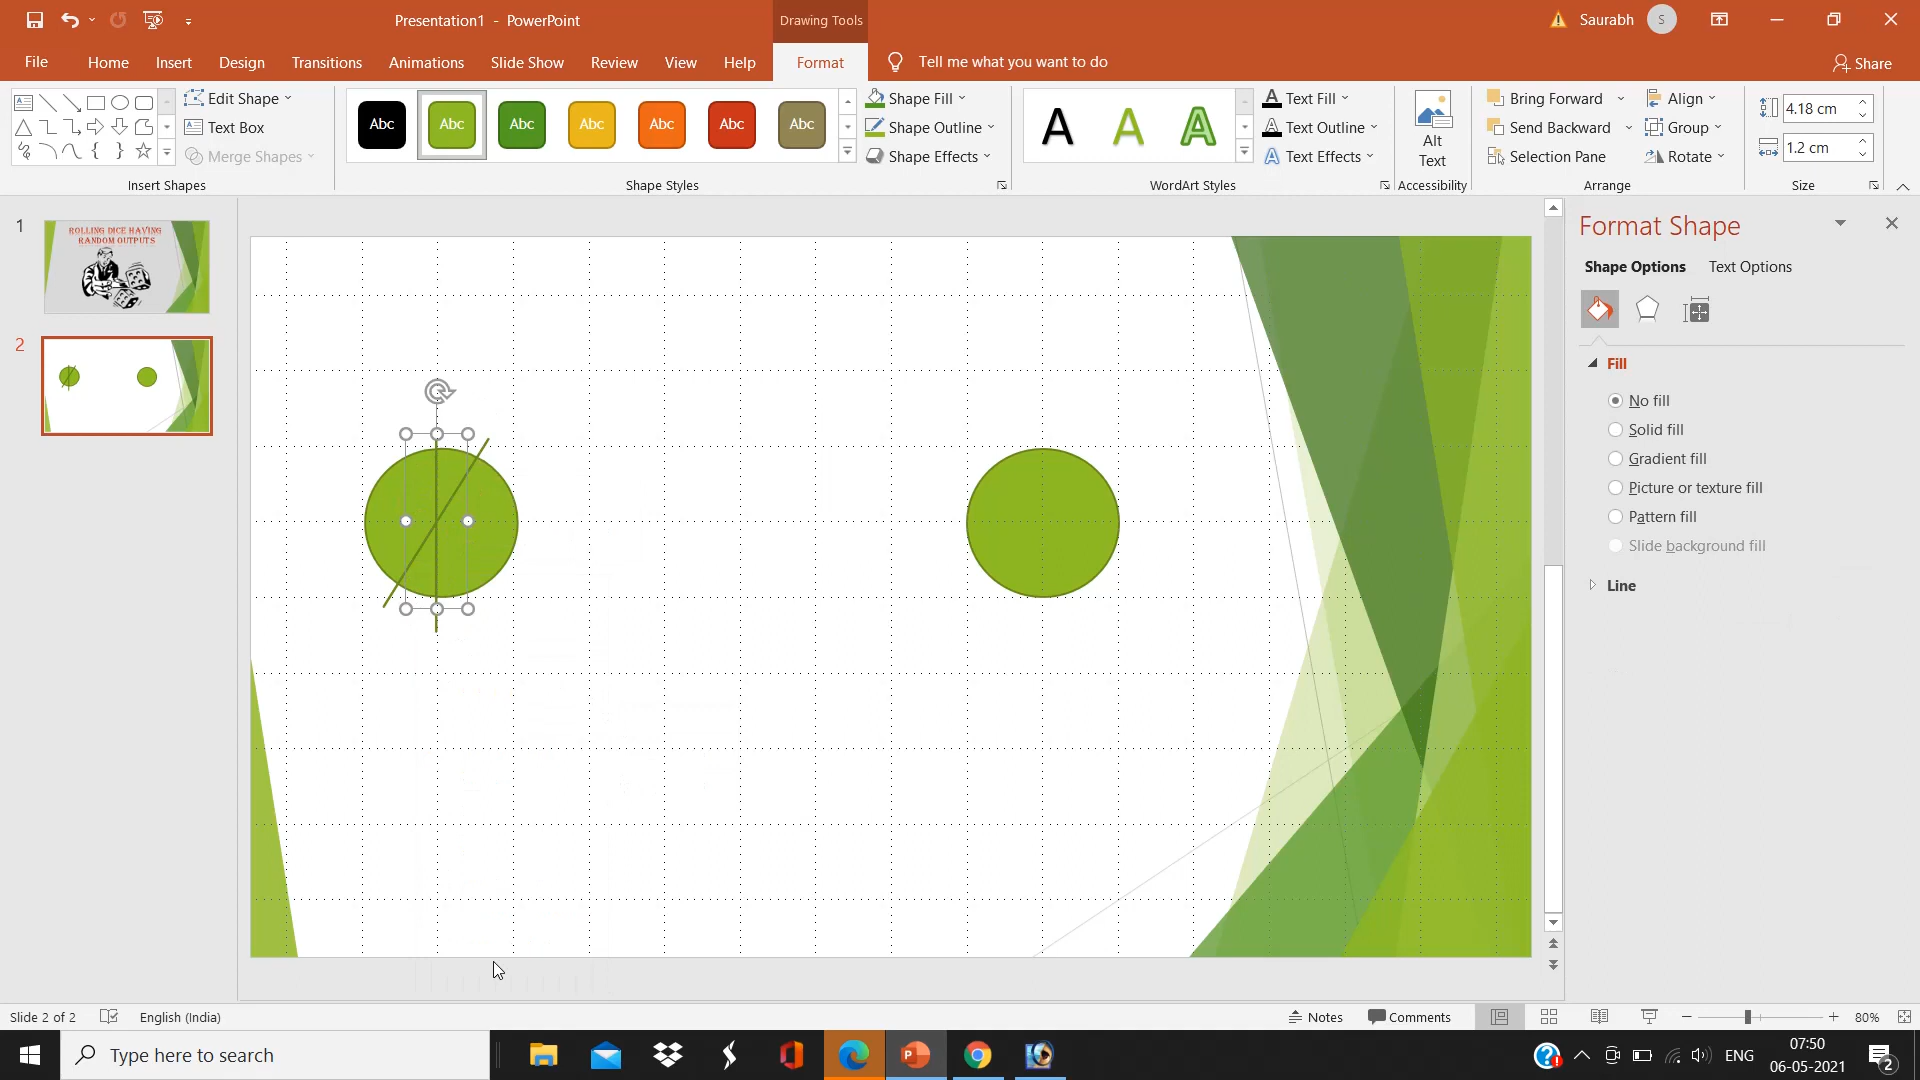 Presentation1 - PowerPoint
Drawing Tools
Saurabh
S
File
Home
Insert
Design
Transitions
Animations
Slide Show
Review
View
Help
Format
Tell me what you want to do
Share
Edit Shape
Text Box
Merge Shapes
Insert Shapes
Abc
Abc
Abc
Abc
Abc
Abc
Abc
Shape Fill
Shape Outline
Shape Effects
Shape Styles
A
A
A
Text Fill
Text Outline
Text Effects
WordArt Styles
Alt
Text
Accessibility
Bring Forward
Send Backward
Selection Pane
Align
Group
Rotate
Arrange
4.18 cm
1.2 cm
Size
1
ROLLING DICE HAVING
RANDOM OUTPUTS
2
Format Shape
Shape Options
Text Options
Fill
No fill
Solid fill
Gradient fill
Picture or texture fill
Pattern fill
Slide background fill
Line
Slide 2 of 2
English (India)
Notes
Comments
80%
Type here to search
ENG
07:50
06-05-2021
2